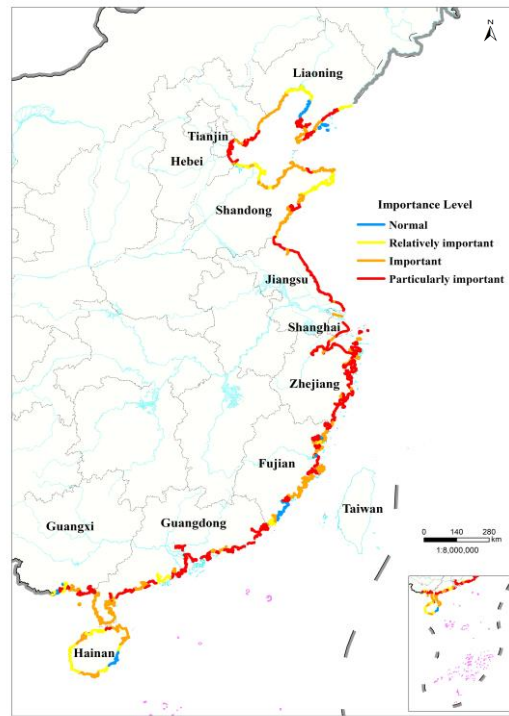 N
Liaoning
Tianjin
Hebei
Shandong
Importance Level
Normal
Relatively important
Important
Particularly important
Jiangsu
Shanghai
Zhejiang
Fujian
Taiwan
Guangxi
Guangdong
0 140 280
km
1:8,000,000
Hainan